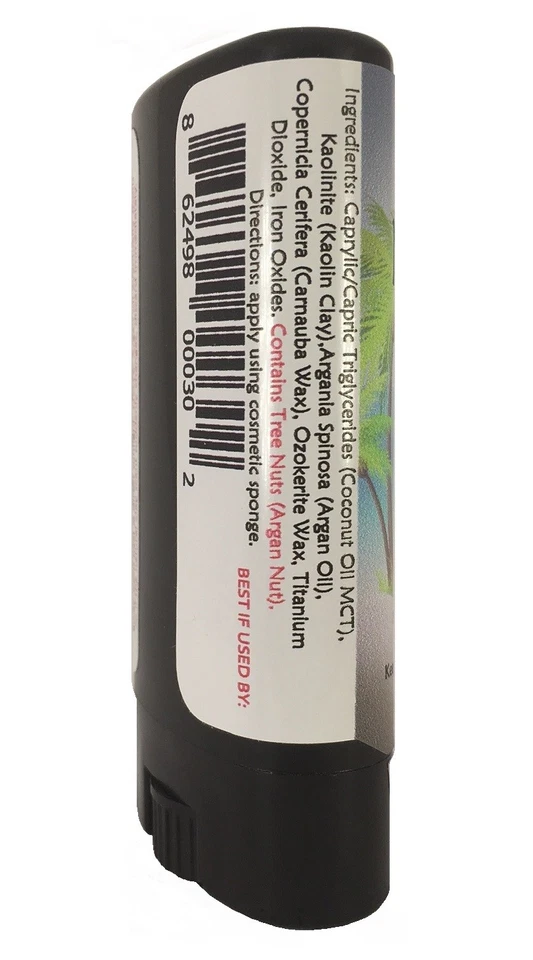 Ingredients: Caprylic/Capric Triglycerides (Coconut Oil MCT),
Kaolinite (Kaolin Clay),Argania Spinosa (Argan Oil),
Copernicia Cerifera (Carnauba Wax), Ozokerite Wax, Titanium
Dioxide, Iron Oxides. Contains Tree Nuts (Argan Nut).
Directions: apply using cosmetic sponge.
BEST IF USED BY:
8 62498 00030 2